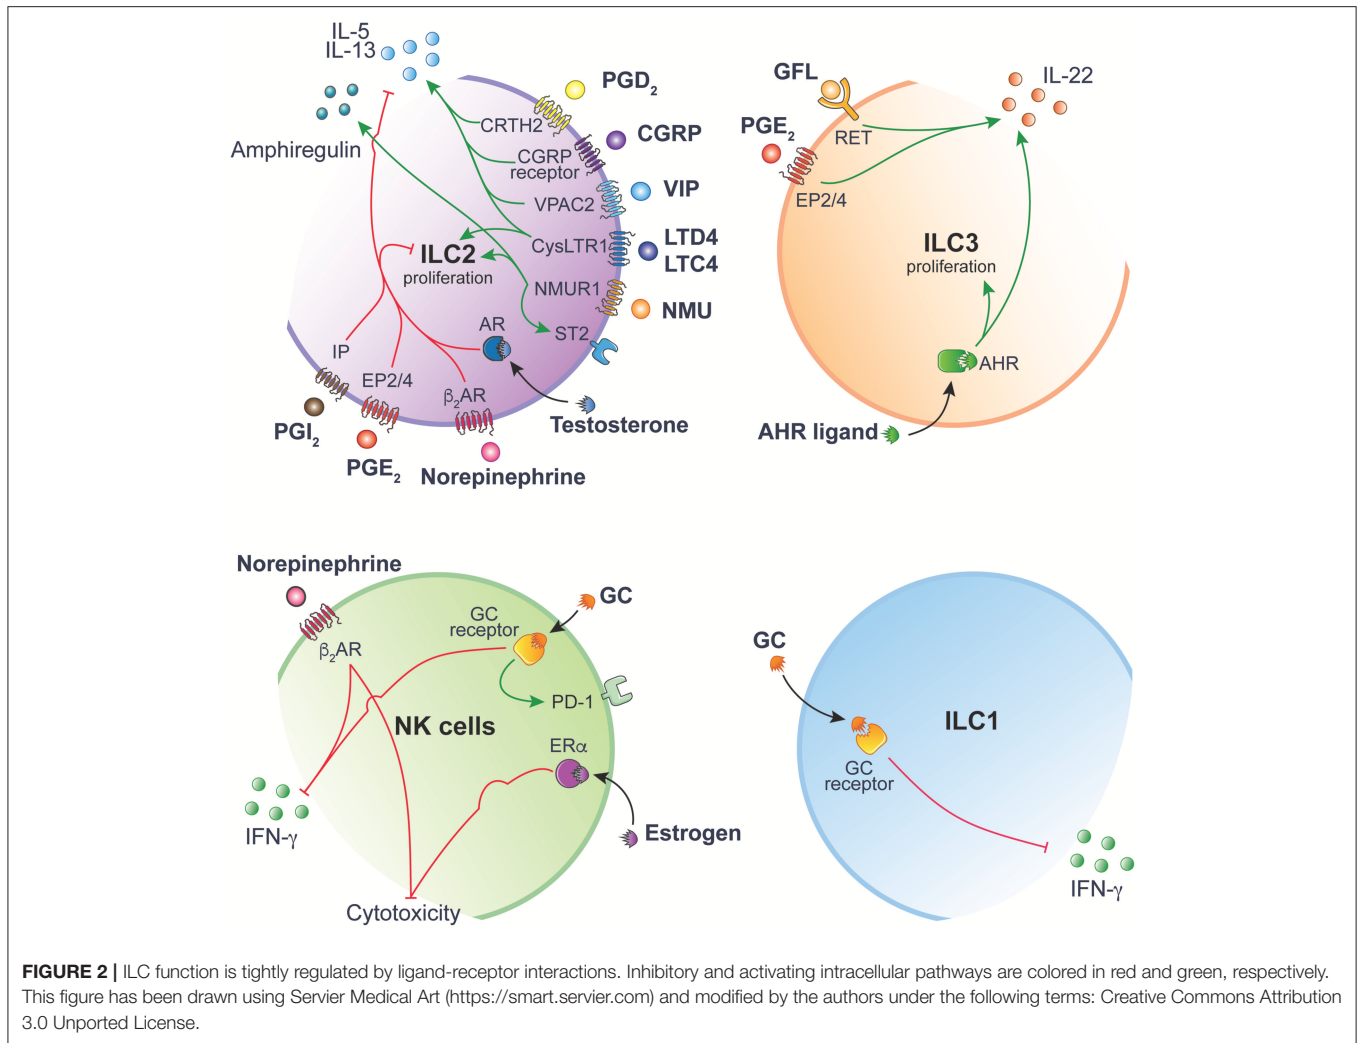 IL-5
IL-13
Amphiregulin
PGD2
CRTH2
CGRP
CGRP
receptor
VIP
VPAC2
LTD4
LTC4
CysLTR1
ILC2
proliferation
NMUR1
NMU
AR
ST2
IP
EP2/4
β2AR
Testosterone
PGI2
PGE2
Norepinephrine
GFL
IL-22
PGE2
RET
EP2/4
ILC3
proliferation
AHR
AHR ligand
Norepinephrine
GC
GC
receptor
β2AR
PD-1
NK cells
ERα
IFN-γ
Estrogen
Cytotoxicity
GC
ILC1
GC
receptor
IFN-γ
FIGURE 2 | ILC function is tightly regulated by ligand-receptor interactions. Inhibitory and activating intracellular pathways are colored in red and green, respectively.
This figure has been drawn using Servier Medical Art (https://smart.servier.com) and modified by the authors under the following terms: Creative Commons Attribution
3.0 Unported License.